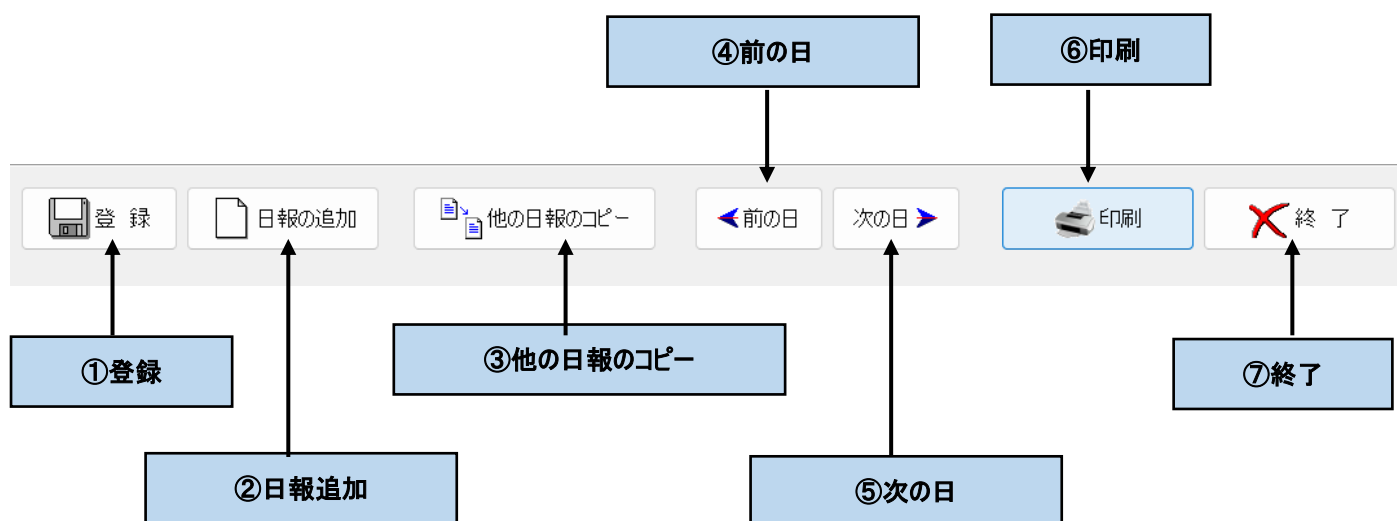 ④前の日
⑥印刷
登 録
日報の追加
他の日報のコピー
前の日
次の日
印刷
終 了
①登録
③他の日報のコピー
⑦終了
②日報追加
⑤次の日